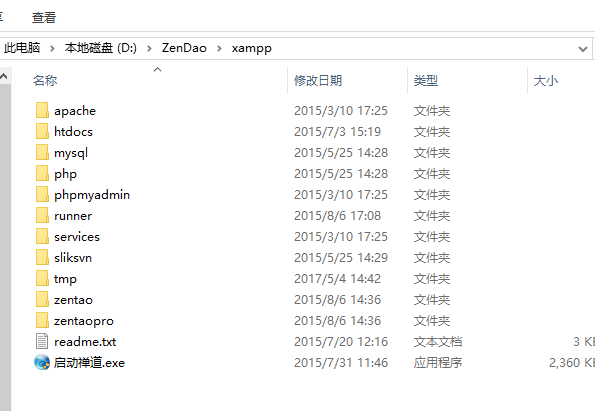 查看
此电脑 › 本地磁盘 (D:) › ZenDao › xampp
名称 修改日期 类型 大小
apache 2015/3/10 17:25 文件夹
htdocs 2015/7/3 15:19 文件夹
mysql 2015/5/25 14:28 文件夹
php 2015/5/25 14:28 文件夹
phpmyadmin 2015/3/10 17:25 文件夹
runner 2015/8/6 17:08 文件夹
services 2015/3/10 17:25 文件夹
sliksvn 2015/5/25 14:29 文件夹
tmp 2017/5/4 14:42 文件夹
zentao 2015/8/6 14:36 文件夹
zentaopro 2015/8/6 14:36 文件夹
readme.txt 2015/7/20 12:16 文本文档 3 KB
启动禅道.exe 2015/7/31 11:46 应用程序 2,360 KB